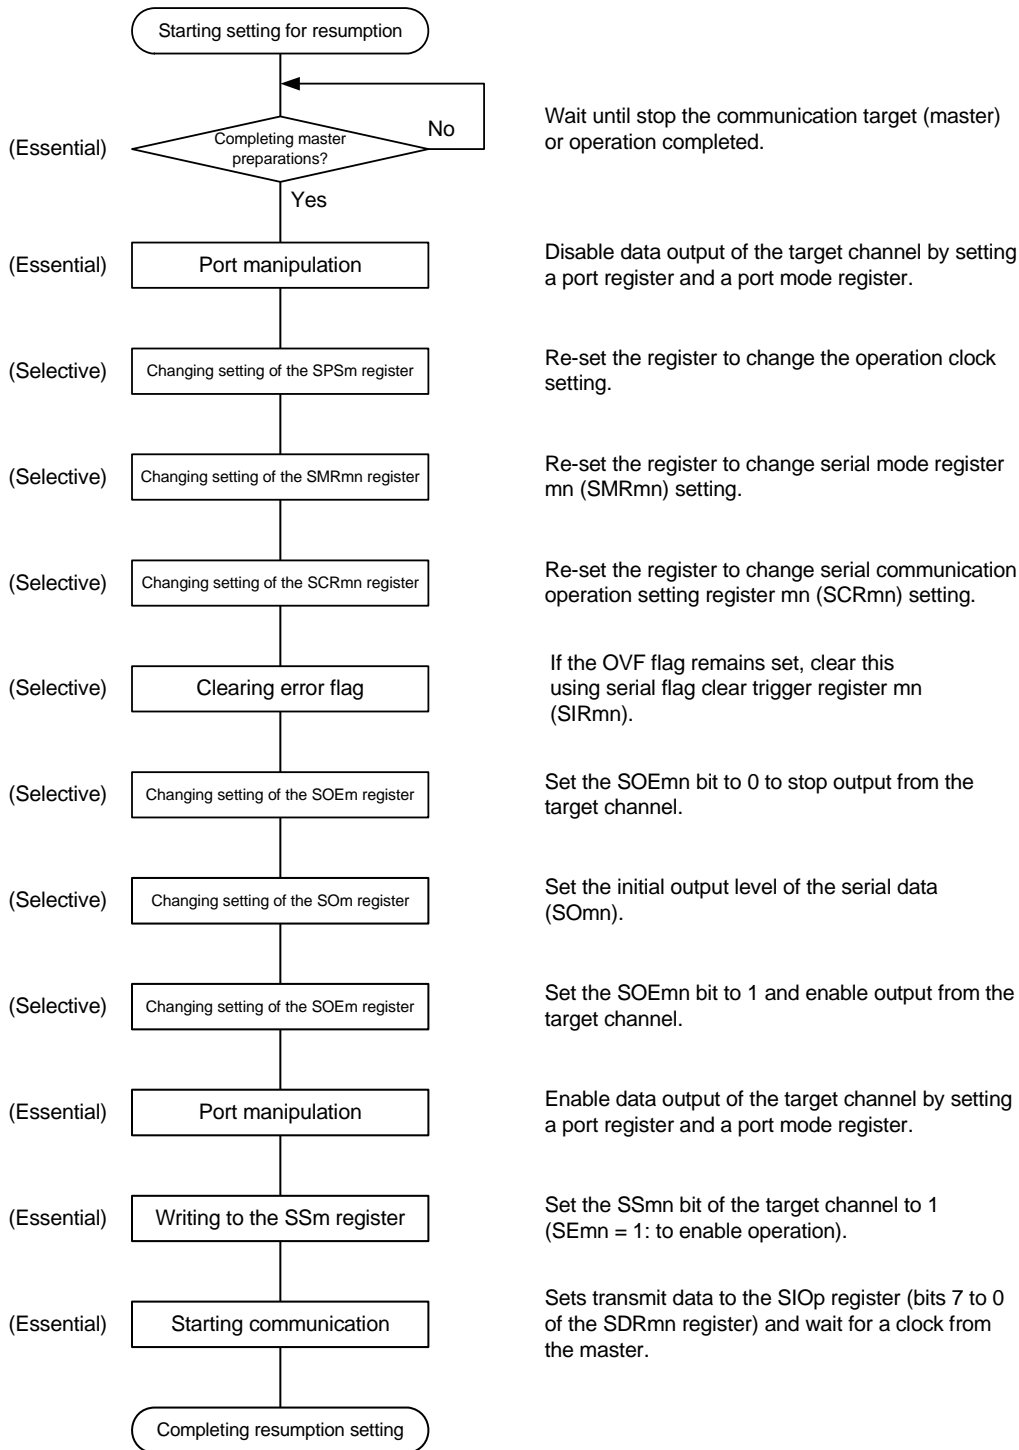 Starting setting for resumption
(Essential)
Completing master
preparations?
No
Wait until stop the communication target (master)
or operation completed.
Yes
(Essential)
Port manipulation
Disable data output of the target channel by setting
a port register and a port mode register.
(Selective)
Changing setting of the SPSm register
Re-set the register to change the operation clock
setting.
(Selective)
Changing setting of the SMRmn register
Re-set the register to change serial mode register
mn (SMRmn) setting.
(Selective)
Changing setting of the SCRmn register
Re-set the register to change serial communication
operation setting register mn (SCRmn) setting.
(Selective)
Clearing error flag
If the OVF flag remains set, clear this
using serial flag clear trigger register mn
(SIRmn).
(Selective)
Changing setting of the SOEm register
Set the SOEmn bit to 0 to stop output from the
target channel.
(Selective)
Changing setting of the SOm register
Set the initial output level of the serial data
(SOmn).
(Selective)
Changing setting of the SOEm register
Set the SOEmn bit to 1 and enable output from the
target channel.
(Essential)
Port manipulation
Enable data output of the target channel by setting
a port register and a port mode register.
(Essential)
Writing to the SSm register
Set the SSmn bit of the target channel to 1
(SEmn = 1: to enable operation).
(Essential)
Starting communication
Sets transmit data to the SIOp register (bits 7 to 0
of the SDRmn register) and wait for a clock from
the master.
Completing resumption setting